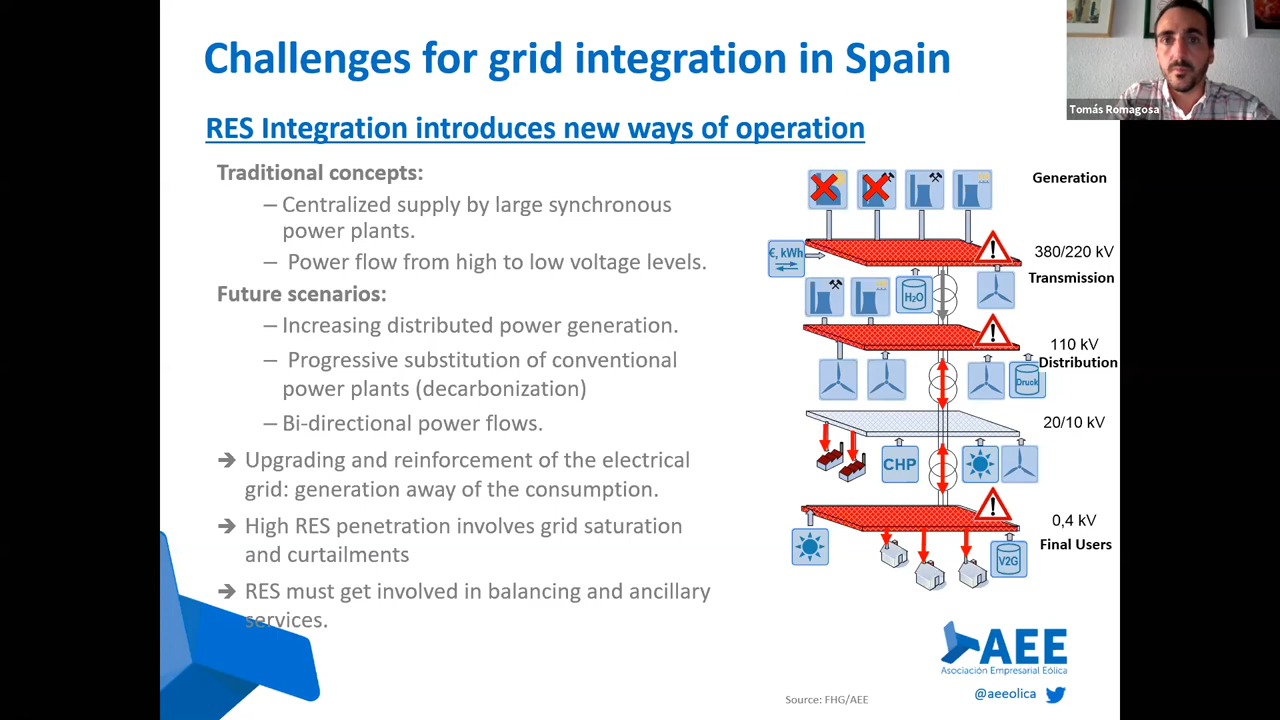 Challenges for grid integration in Spain
Tomás Romagosa
RES Integration introduces new ways of operation
Traditional concepts:
– Centralized supply by large synchronous
power plants.
– Power flow from high to low voltage levels.
Future scenarios:
– Increasing distributed power generation.
– Progressive substitution of conventional
power plants (decarbonization)
– Bi-directional power flows.
→ Upgrading and reinforcement of the electrical
grid: generation away of the consumption.
→ High RES penetration involves grid saturation
and curtailments
→ RES must get involved in balancing and ancillary
services.
Generation
€, kWh
!
380/220 kV
Transmission
H₂O
!
110 kV
Distribution
Druck
20/10 kV
CHP
!
0,4 kV
Final Users
V2G
AEE
Asociación Empresarial Eólica
@aeeolica
Source: FHG/AEE